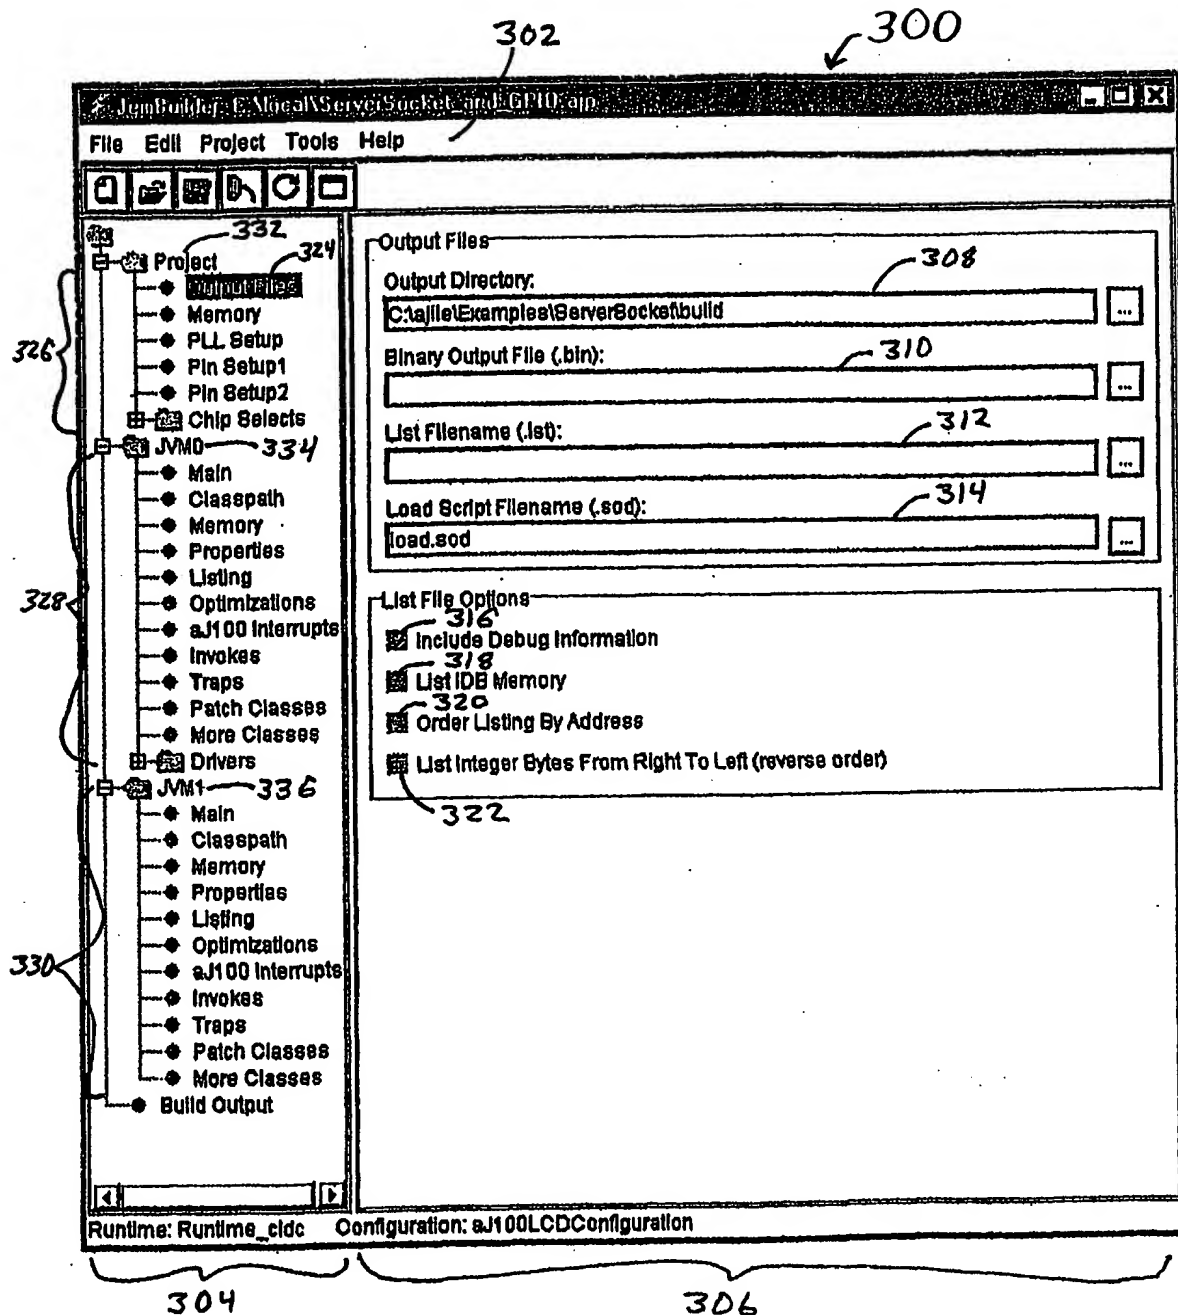 302
300
JemBuilder: C:\local\ServerSocket_and_GPIO.ajp
File Edit Project Tools Help
332
Project
324
Output Files
Memory
PLL Setup
Pin Setup1
Pin Setup2
Chip Selects
326
JVM0
334
Main
Classpath
Memory
Properties
Listing
Optimizations
aJ100 Interrupts
Invokes
Traps
Patch Classes
More Classes
Drivers
328
JVM1
336
Main
Classpath
Memory
Properties
Listing
Optimizations
aJ100 Interrupts
Invokes
Traps
Patch Classes
More Classes
330
Build Output
Output Files
308
Output Directory:
C:\ajile\Examples\ServerSocket\build
...
310
Binary Output File (.bin):
...
312
List Filename (.lst):
...
314
Load Script Filename (.sod):
load.sod
...
List File Options
316
Include Debug Information
318
List IDB Memory
320
Order Listing By Address
List Integer Bytes From Right To Left (reverse order)
322
Runtime: Runtime_cldc Configuration: aJ100LCDConfiguration
304
306